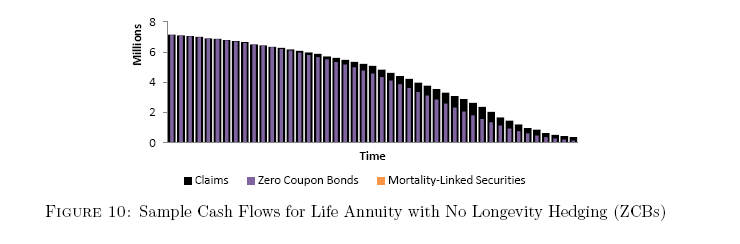 8
Millions
6
4
2
0
Time
Claims Zero Coupon Bonds Mortality-Linked Securities
FIGURE 10: Sample Cash Flows for Life Annuity with No Longevity Hedging (ZCBs)